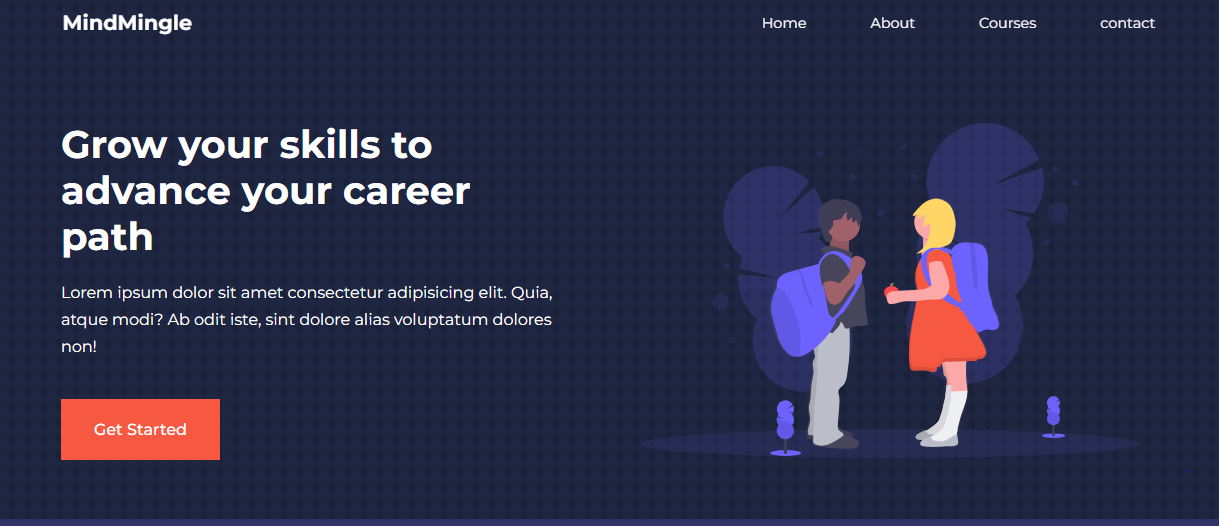 MindMingle
Home
About
Courses
contact
Grow your skills to
advance your career
path
Lorem ipsum dolor sit amet consectetur adipisicing elit. Quia,
atque modi? Ab odit iste, sint dolore alias voluptatum dolores
non!
Get Started